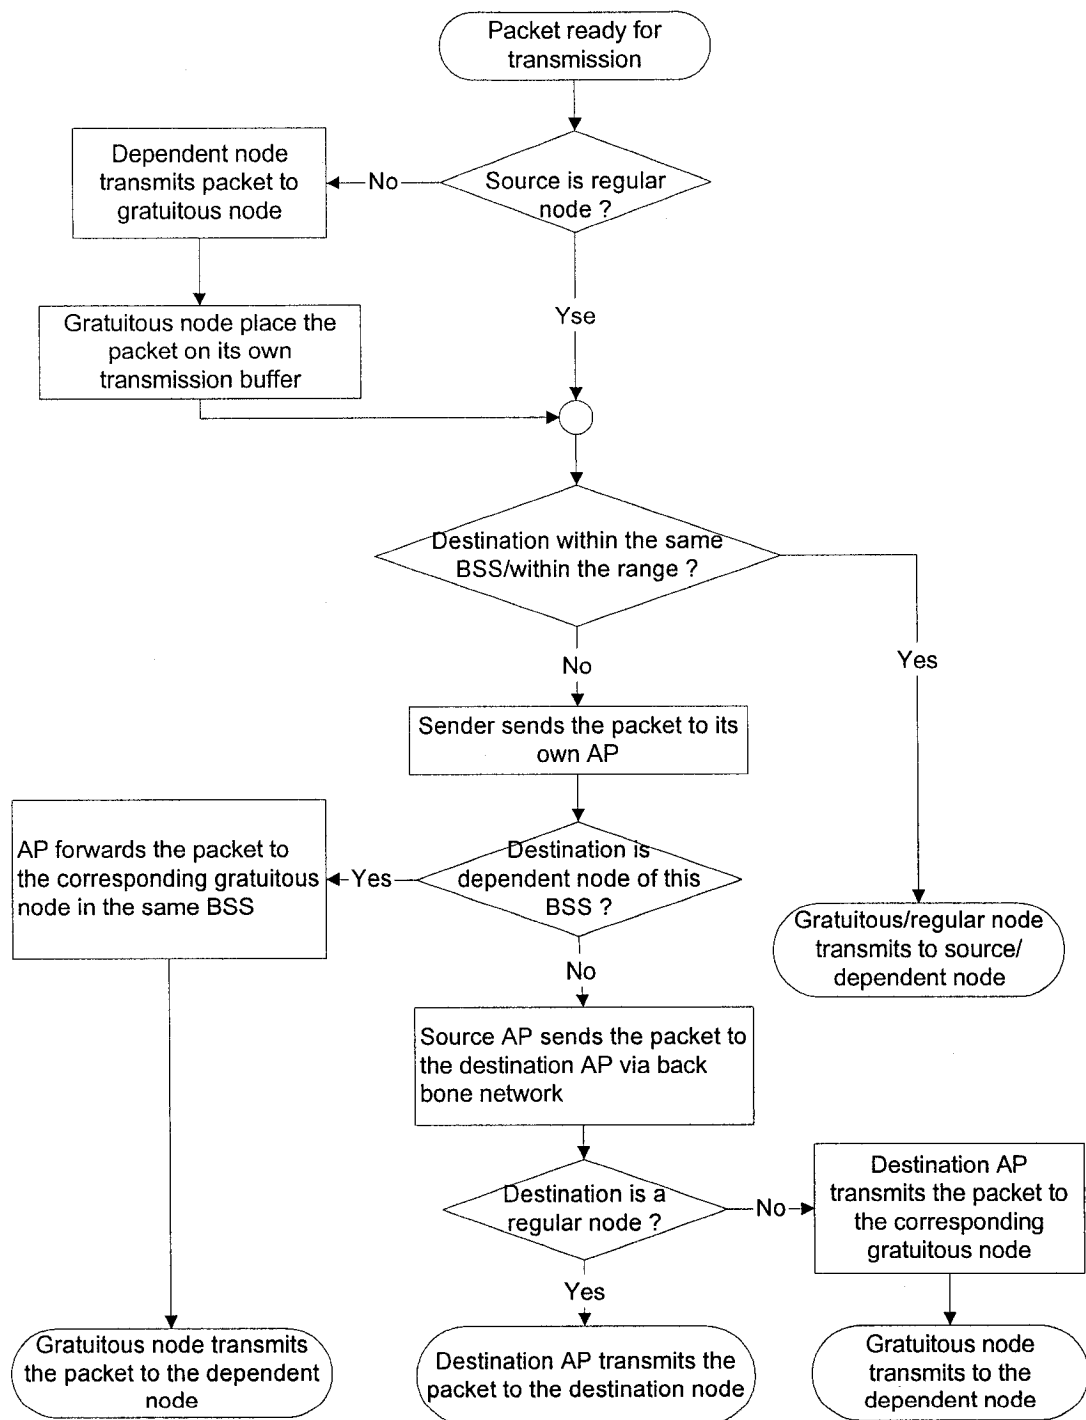 Packet ready for
transmission
Dependent node
transmits packet to
gratuitous node
No
Source is regular
node ?
Gratuitous node place the
packet on its own
transmission buffer
Yse
Destination within the same
BSS/within the range ?
No
Yes
Sender sends the packet to its
own AP
AP forwards the packet to
the corresponding gratuitous
node in the same BSS
Yes
Destination is
dependent node of this
BSS ?
Gratuitous/regular node
transmits to source/
dependent node
No
Source AP sends the packet to
the destination AP via back
bone network
Destination is a
regular node ?
No
Destination AP
transmits the packet to
the corresponding
gratuitous node
Yes
Gratuitous node transmits
the packet to the dependent
node
Destination AP transmits the
packet to the destination node
Gratuitous node
transmits to the
dependent node